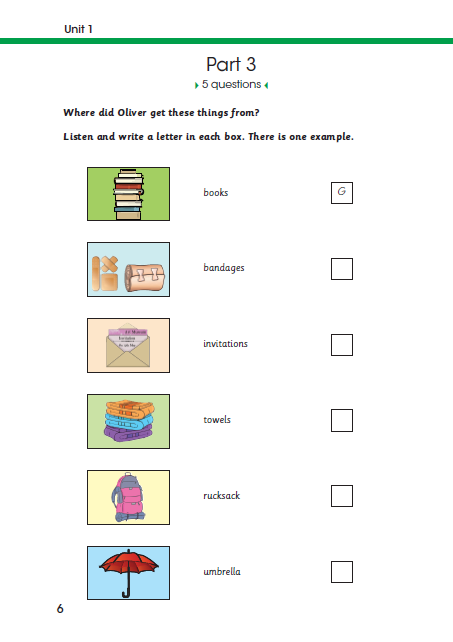 Unit 1
Part 3
5 questions
Where did Oliver get these things from?
Listen and write a letter in each box. There is one example.
books
G
bandages
invitations
towels
rucksack
umbrella
6